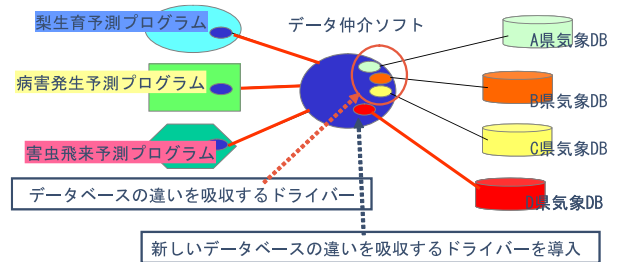 梨生育予測プログラム
データ仲介ソフト
A県気象DB
病害発生予測プログラム
B県気象DB
害虫飛来予測プログラム
C県気象DB
データベースの違いを吸収するドライバー
D県気象DB
新しいデータベースの違いを吸収するドライバーを導入